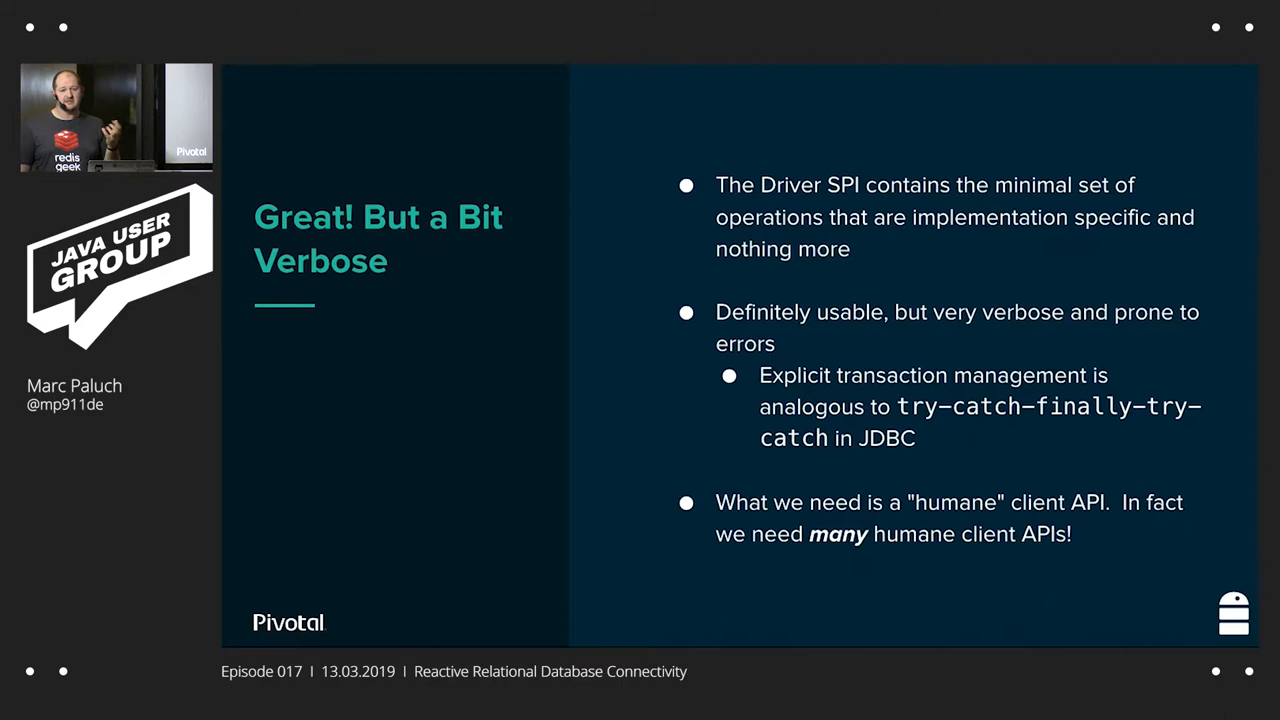 redis
geek
Pivotal
JAVA USER
GROUP
Marc Paluch
@mp911de
Great! But a Bit
Verbose
Pivotal
The Driver SPI contains the minimal set of
operations that are implementation specific and
nothing more
Definitely usable, but very verbose and prone to
errors
Explicit transaction management is
analogous to try-catch-finally-try-
catch in JDBC
What we need is a "humane" client API. In fact
we need many humane client APIs!
Episode 017 | 13.03.2019 | Reactive Relational Database Connectivity